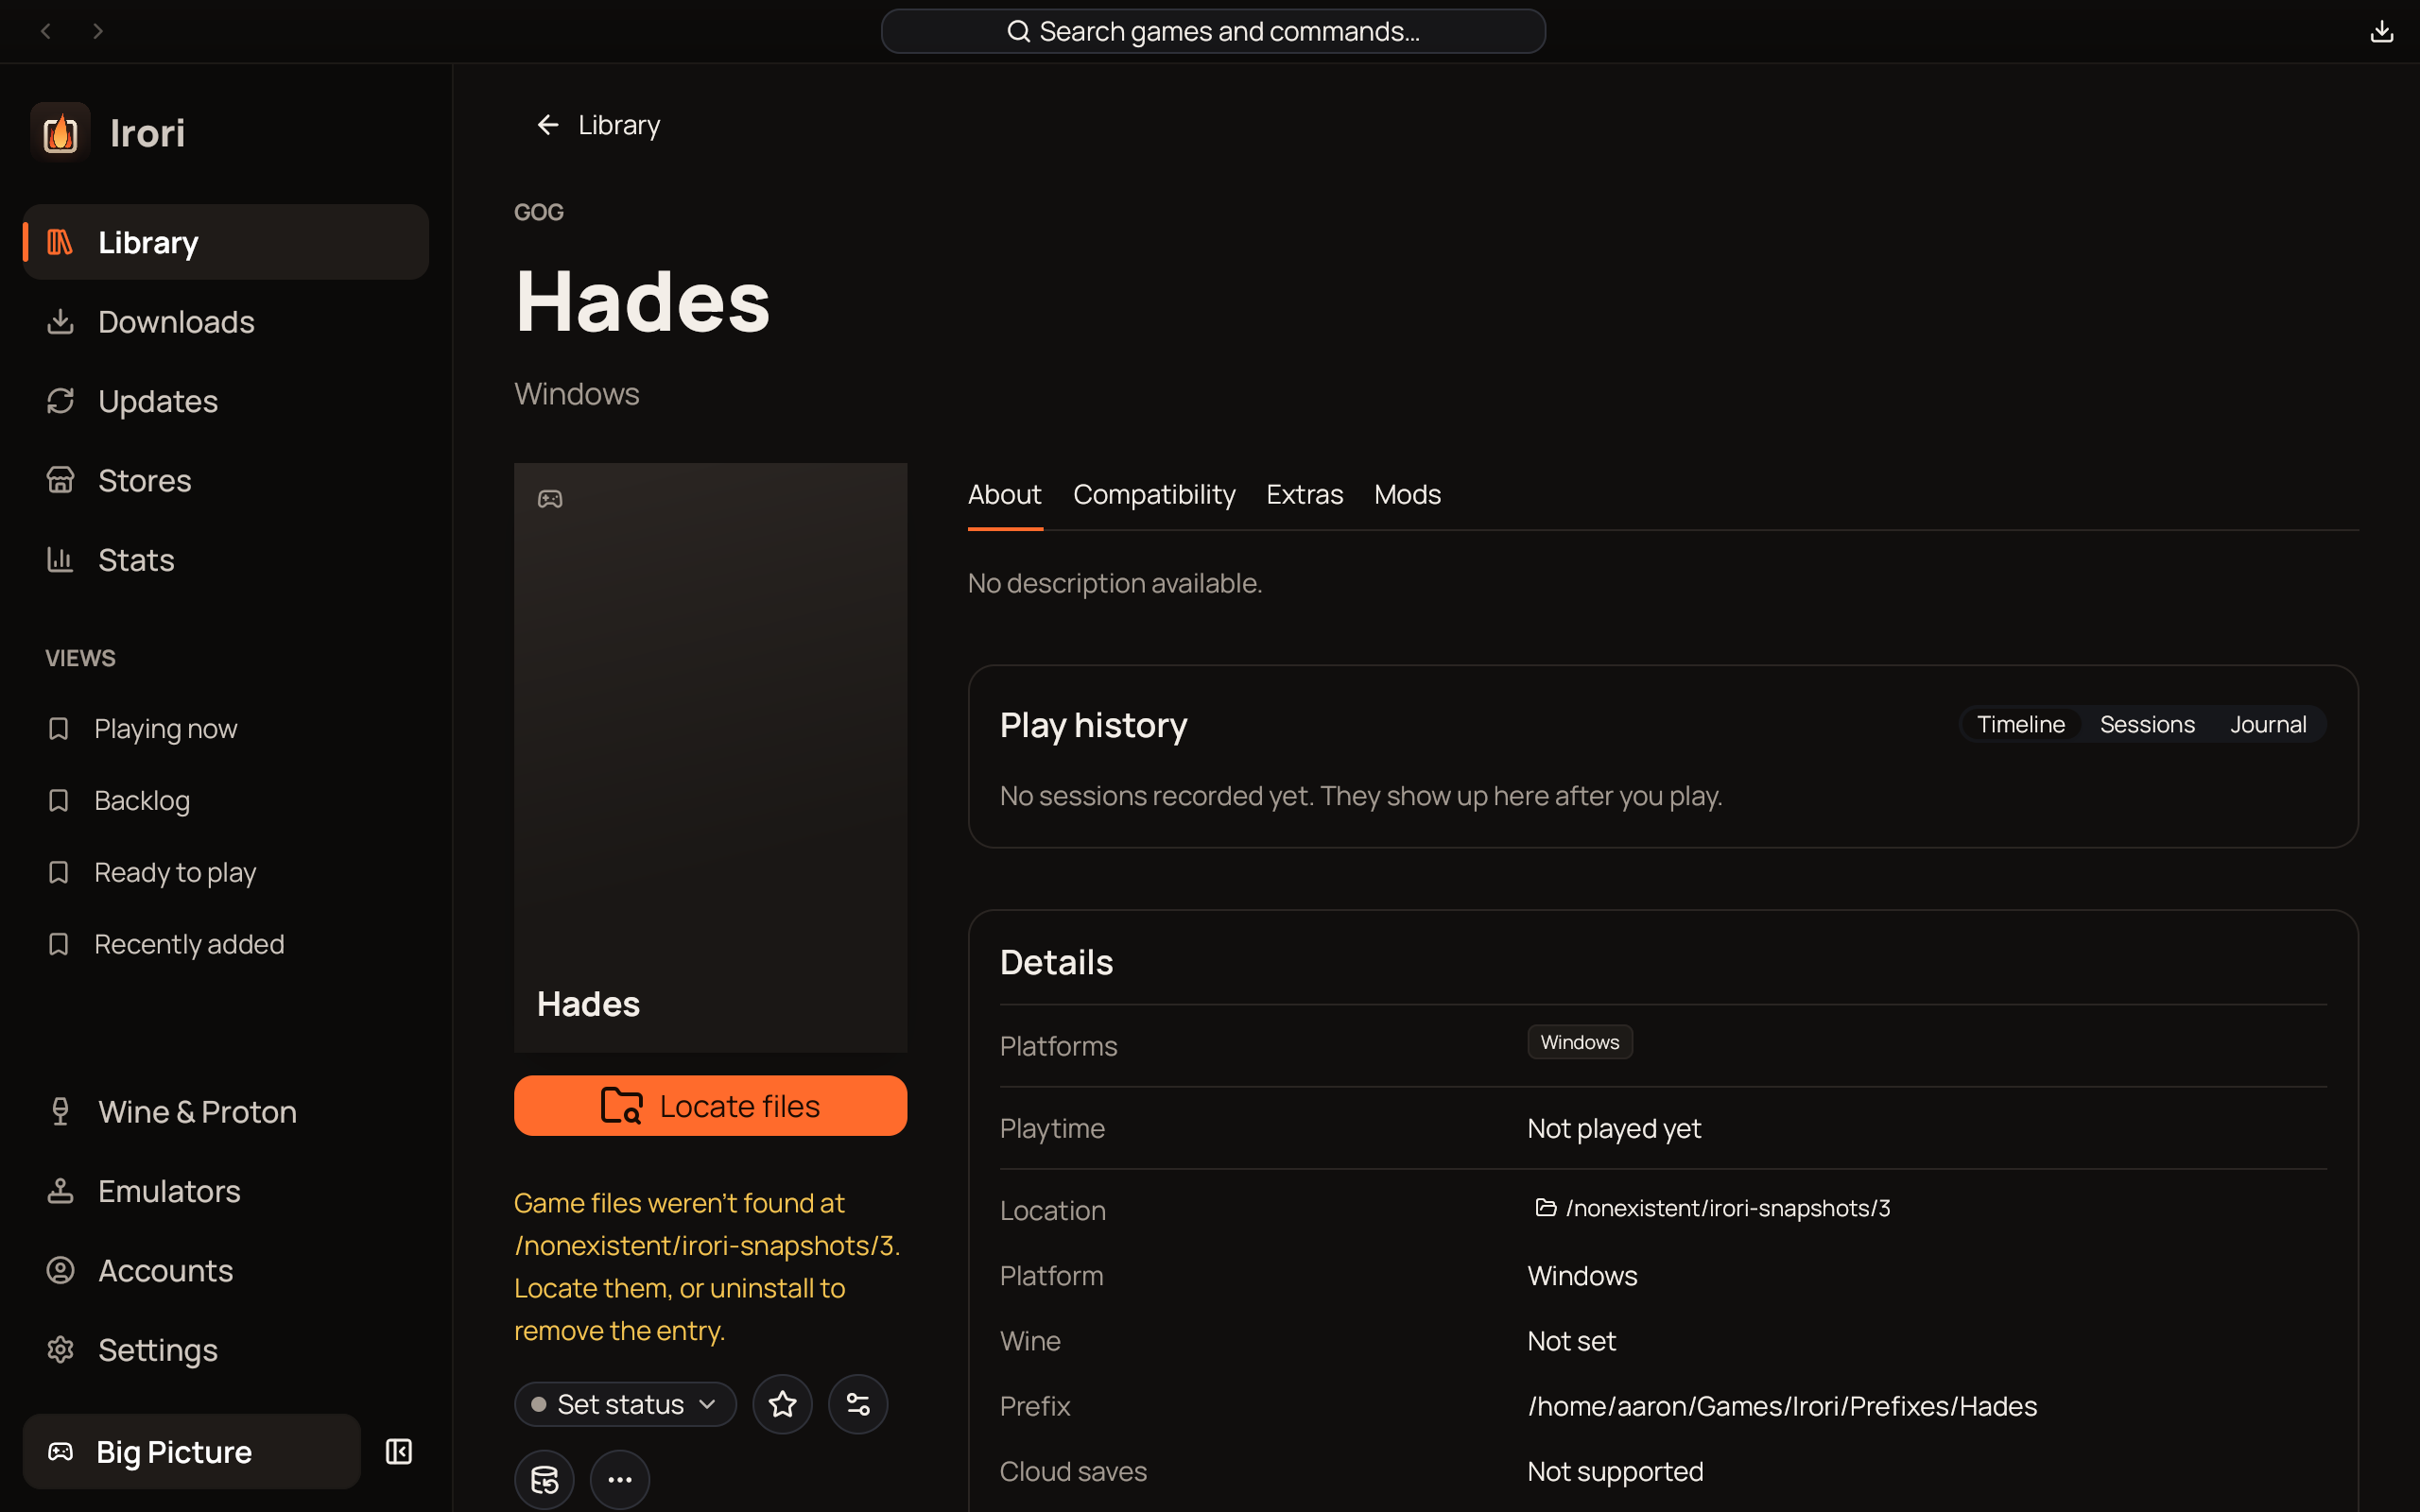 Search games and commands...
Irori
Library
Downloads
Updates
Stores
Stats
VIEWS
Playing now
Backlog
Ready to play
Recently added
Wine & Proton
Emulators
Accounts
Settings
Big Picture
Library
GOG
Hades
Windows
Hades
Locate files
Game files weren't found at
/nonexistent/irori-snapshots/3.
Locate them, or uninstall to
remove the entry.
Set status
About Compatibility Extras Mods
No description available.
Play history
Timeline Sessions Journal
No sessions recorded yet. They show up here after you play.
Details
Platforms Windows
Playtime Not played yet
Location /nonexistent/irori-snapshots/3
Platform Windows
Wine Not set
Prefix /home/aaron/Games/Irori/Prefixes/Hades
Cloud saves Not supported